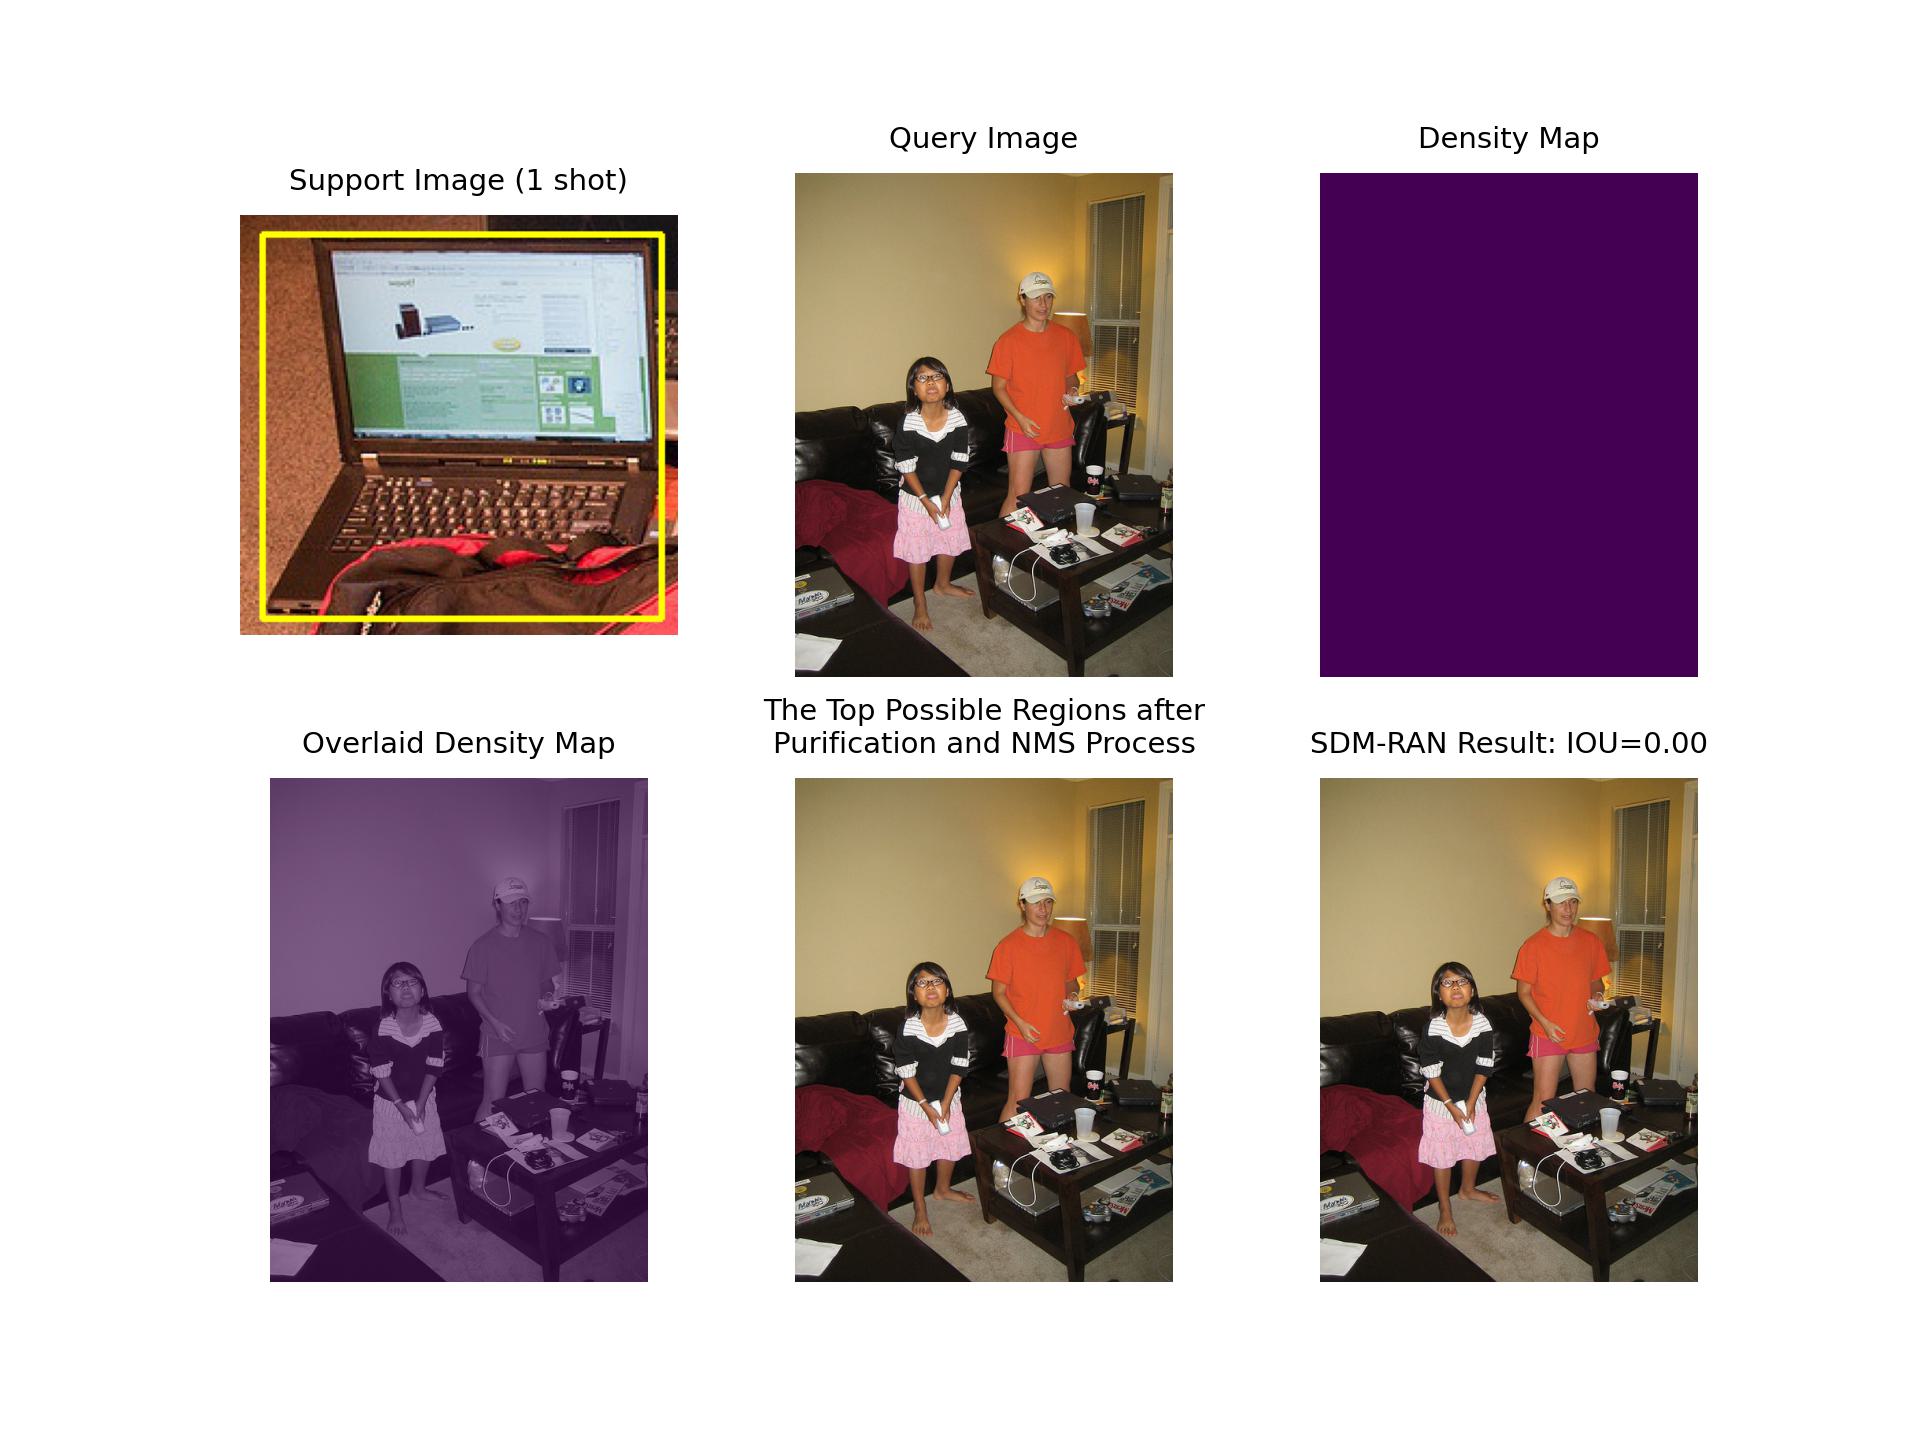 Query Image
Density Map
Support Image (1 shot)
woot!
The Top Possible Regions after
Purification and NMS Process
Overlaid Density Map
SDM-RAN Result: IOU=0.00